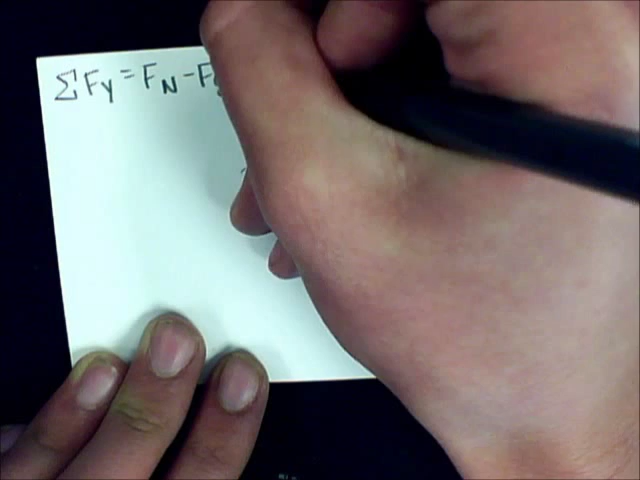 ΣFy = FN - F